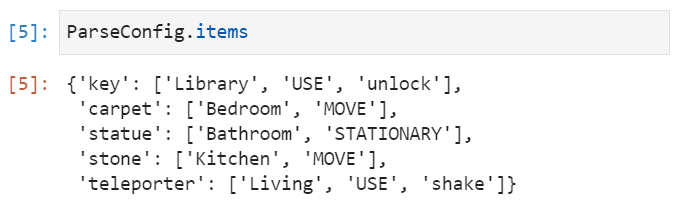 [5]: ParseConfig.items
[5]: {'key': ['Library', 'USE', 'unlock'],
'carpet': ['Bedroom', 'MOVE'],
'statue': ['Bathroom', 'STATIONARY'],
'stone': ['Kitchen', 'MOVE'],
'teleporter': ['Living', 'USE', 'shake']}